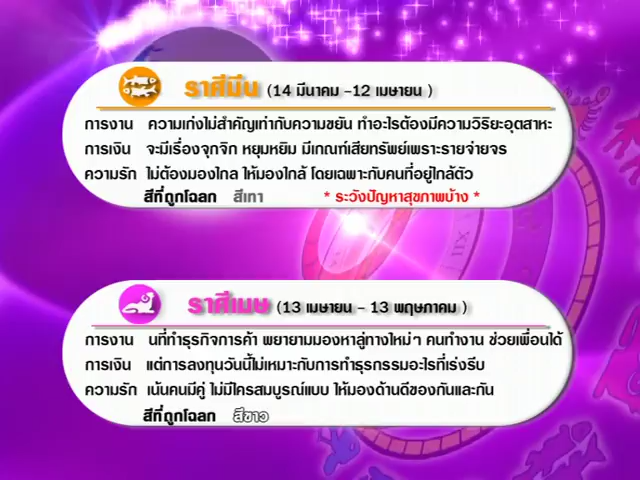 ราศีมีน (14 มีนาคม -12 เมษายน )
การงาน ความเก่งไม่สำคัญเท่ากับความขยัน ทำอะไรต้องมีความวิริยะอุตสาหะ
การเงิน จะมีเรื่องจุกจิก หยุมหยิม มีเกณฑ์เสียทรัพย์เพราะรายจ่ายจร
ความรัก ไม่ต้องมองไกล ให้มองใกล้ โดยเฉพาะกับคนที่อยู่ใกล้ตัว
สีที่ถูกโฉลก สีเทา * ระวังปัญหาสุขภาพบ้าง *
ราศีเมษ (13 เมษายน - 13 พฤษภาคม )
การงาน นที่ทำธุรกิจการค้า พยายามมองหาลู่ทางใหม่ๆ คนทำงาน ช่วยเพื่อนได้
การเงิน แต่การลงทุนวันนี้ไม่เหมาะกับการทำธุรกรรมอะไรที่เร่งรีบ
ความรัก เน้นคนมีคู่ ไม่มีใครสมบูรณ์แบบ ให้มองด้านดีของกันและกัน
สีที่ถูกโฉลก สีขาว